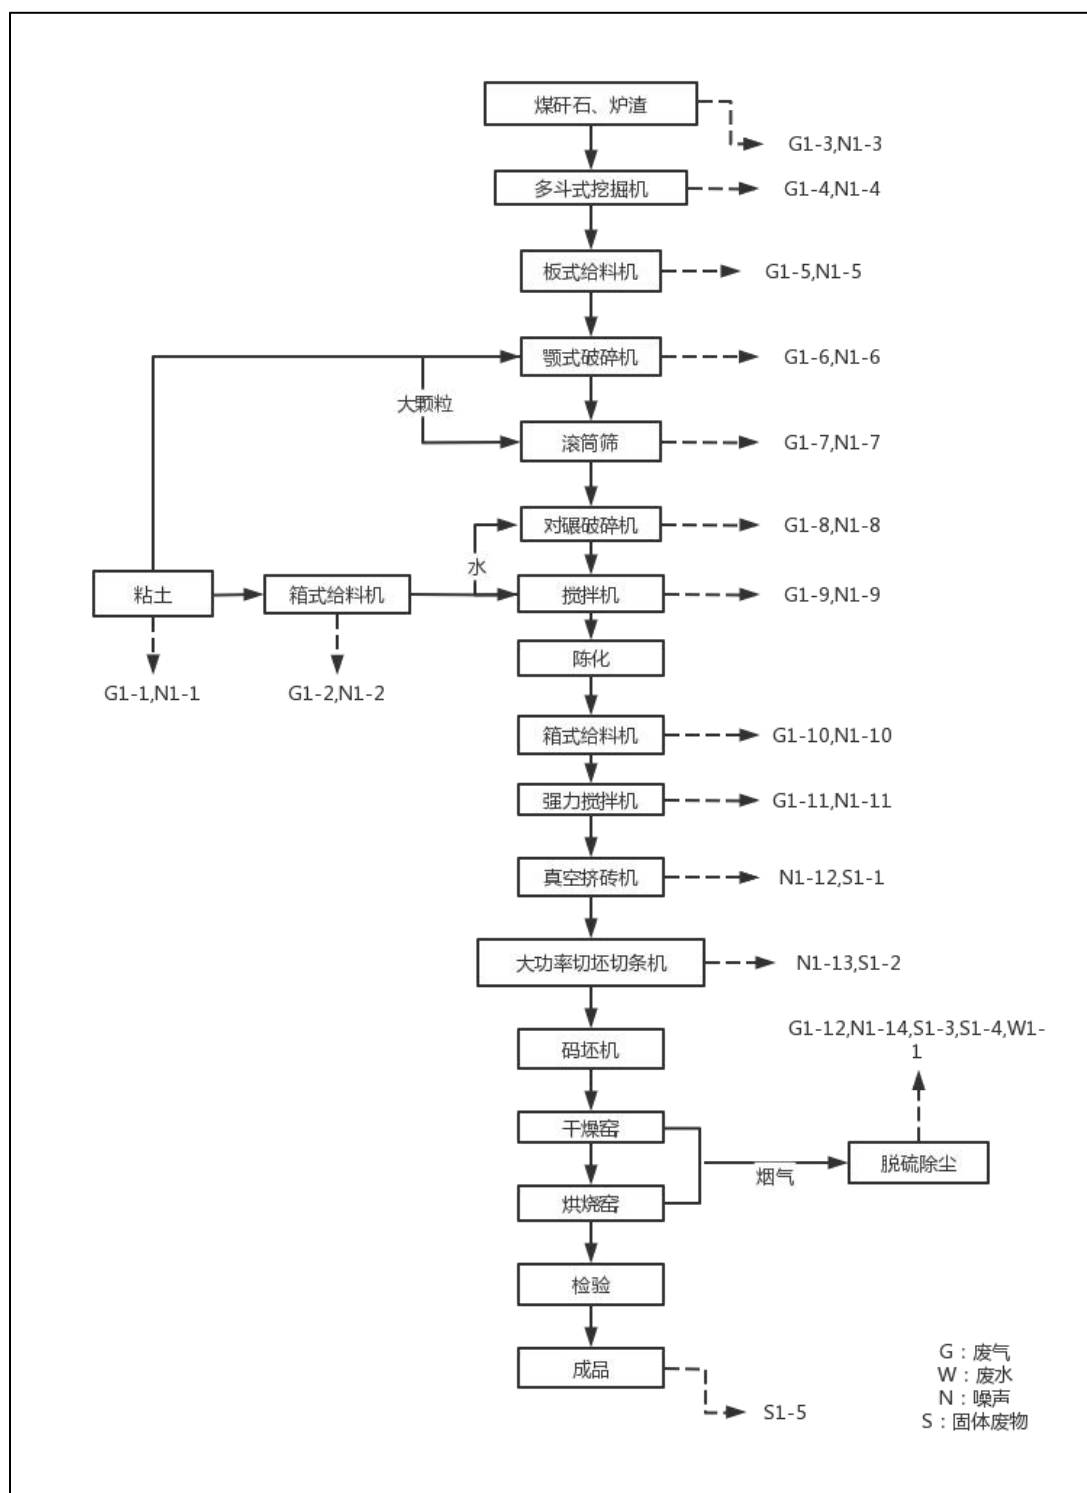 煤矸石、炉渣
G1-3,N1-3
多斗式挖掘机
G1-4,N1-4
板式给料机
G1-5,N1-5
颚式破碎机
G1-6,N1-6
大颗粒
滚筒筛
G1-7,N1-7
对碾破碎机
G1-8,N1-8
水
粘土
箱式给料机
搅拌机
G1-9,N1-9
陈化
G1-1,N1-1
G1-2,N1-2
箱式给料机
G1-10,N1-10
强力搅拌机
G1-11,N1-11
真空挤砖机
N1-12,S1-1
大功率切坯切条机
N1-13,S1-2
G1-12,N1-14,S1-3,S1-4,W1-
1
码坯机
干燥窑
烟气
脱硫除尘
烘烧窑
检验
成品
S1-5
G：废气
W：废水
N：噪声
S：固体废物